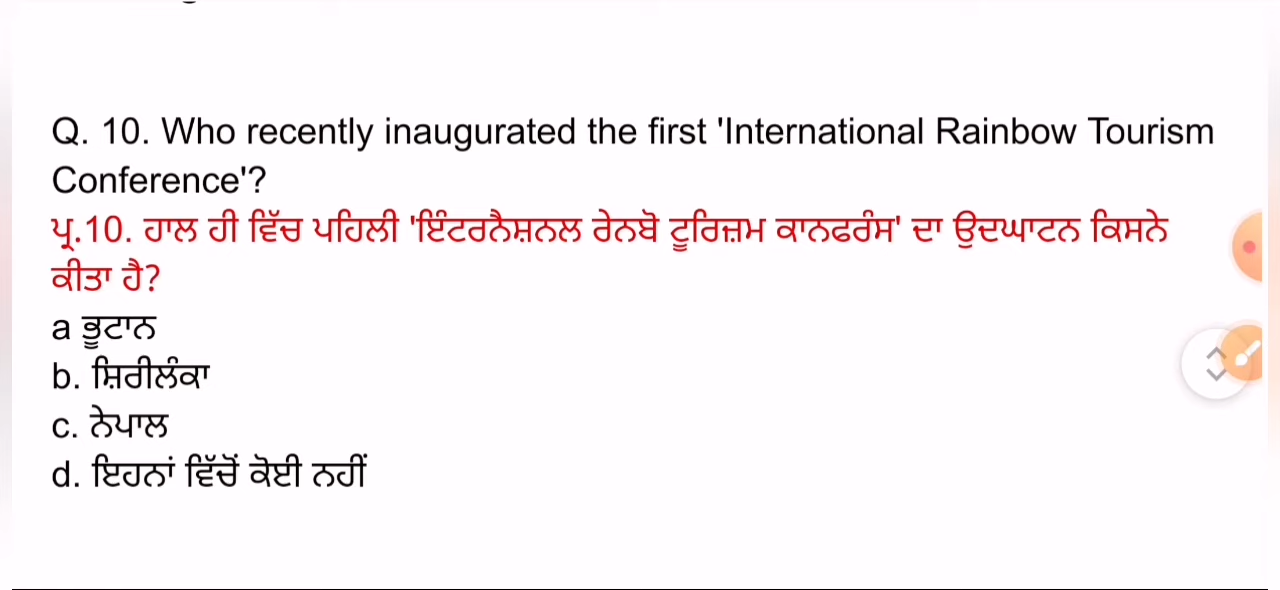 Q. 10. Who recently inaugurated the first 'International Rainbow Tourism
Conference'?
ਪ੍ਰ.10. ਹਾਲ ਹੀ ਵਿੱਚ ਪਹਿਲੀ 'ਇੰਟਰਨੈਸ਼ਨਲ ਰੇਨਬੋ ਟੂਰਿਜ਼ਮ ਕਾਨਫਰੰਸ' ਦਾ ਉਦਘਾਟਨ ਕਿਸਨੇ
ਕੀਤਾ ਹੈ?
a ਭੂਟਾਨ
b. ਸ਼ਿਰੀਲੰਕਾ
c. ਨੇਪਾਲ
d. ਇਹਨਾਂ ਵਿੱਚੋਂ ਕੋਈ ਨਹੀਂ